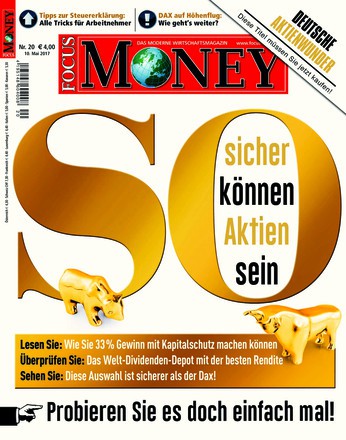 Tipps zur Steuererklärung:
Alle Tricks für Arbeitnehmer
DAX auf Höhenflug:
Wie geht's weiter?
DEUTSCHE
AKTIENWUNDER
Diese Titel müssen Sie jetzt kaufen!
Nr. 20 € 4,00
10. Mai 2017
DAS MODERNE WIRTSCHAFTSMAGAZIN
FOCUS
MONEY
SO
sicher
können
Aktien
sein
Lesen Sie: Wie Sie 33 % Gewinn mit Kapitalschutz machen können
Überprüfen Sie: Das Welt-Dividenden-Depot mit der besten Rendite
Sehen Sie: Diese Auswahl ist sicherer als der Dax!
Probieren Sie es doch einfach mal!